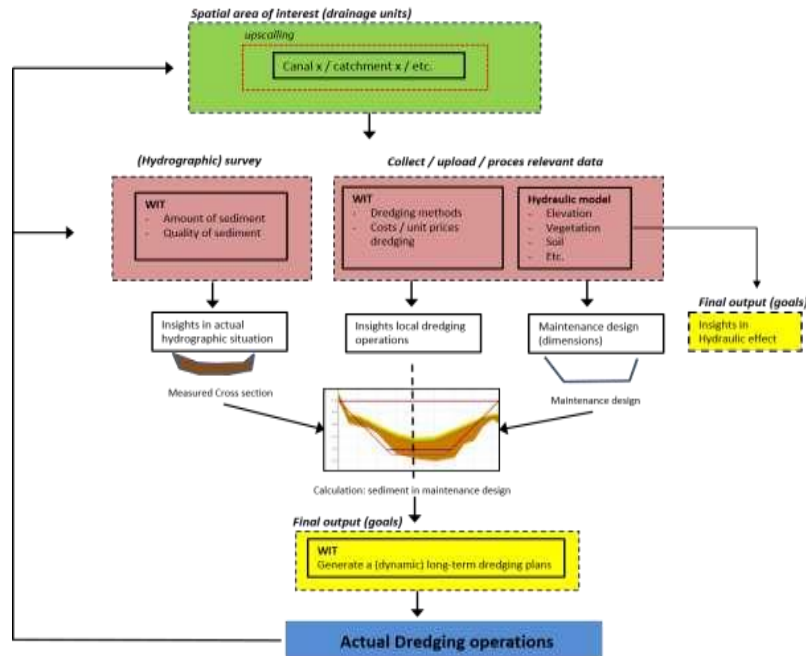 Spatial area of interest (drainage units)
upscalling
Canal x / catchment x / etc.
(Hydrographic) survey
Collect / upload / proces relevant data
WIT
- Amount of sediment
- Quality of sediment
WIT
- Dredging methods
- Costs / unit prices
dredging
Hydraulic model
- Elevation
- Vegetation
- Soil
- Etc.
Final output (goals)
Insights in
Hydraulic effect
Insights in actual
hydrographic situation
Insights local dredging
operations
Maintenance design
(dimensions)
Measured Cross section
Maintenance design
Calculation: sediment in maintenance design
Final output (goals)
WIT
Generate a (dynamic) long-term dredging plans
Actual Dredging operations